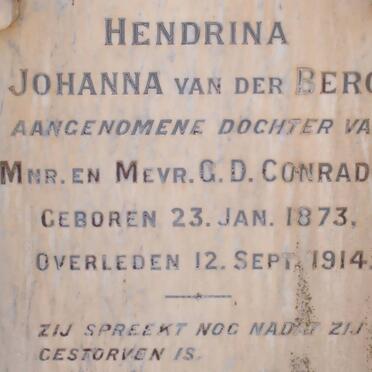 HENDRINA
JOHANNA VAN DER BERG
AANGENOMENE DOCHTER VA
MNR. EN MEVR. G. D. CONRAD
GEBOREN 23. JAN. 1873,
OVERLEDEN 12. SEPT. 1914.
ZIJ SPREEKT NOG NADAT ZIJ
GESTORVEN IS.